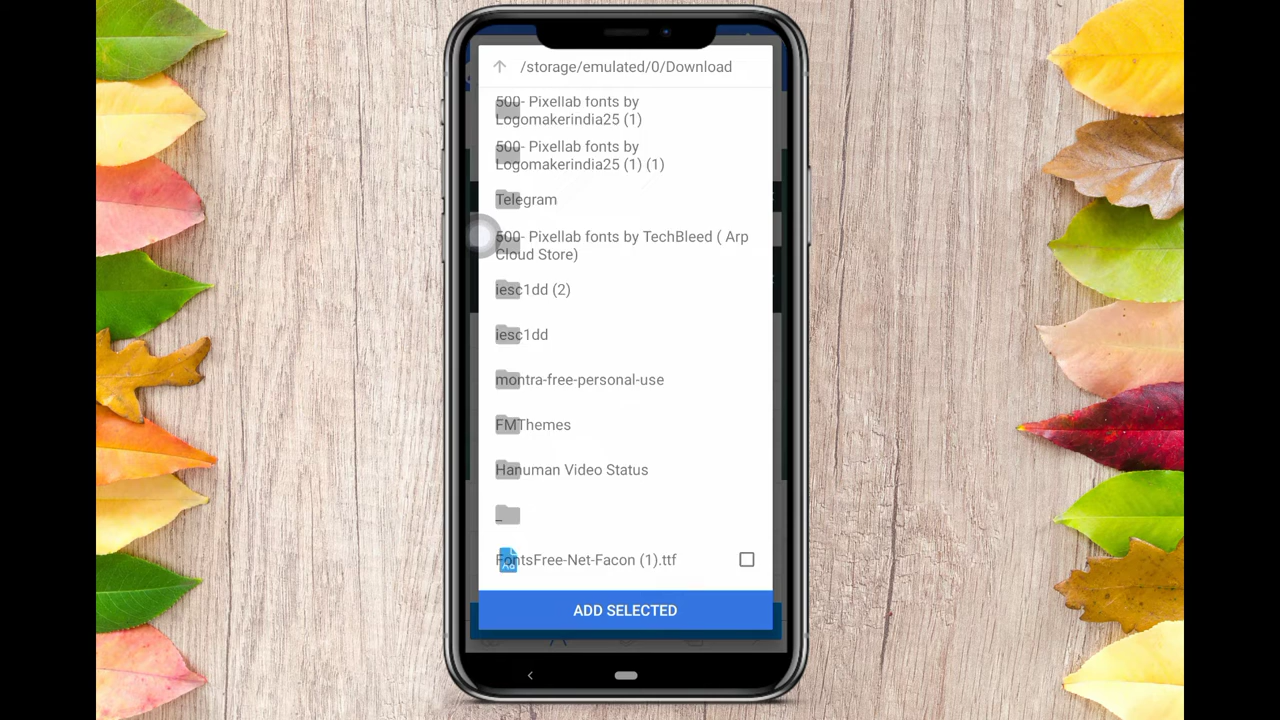 /storage/emulated/0/Download
500- Pixellab fonts by
Logomakerindia25 (1)
500- Pixellab fonts by
Logomakerindia25 (1) (1)
Telegram
500- Pixellab fonts by TechBleed ( Arp
Cloud Store)
iesc1dd (2)
iesc1dd
montra-free-personal-use
FMThemes
Hanuman Video Status
_
FontsFree-Net-Facon (1).ttf
ADD SELECTED